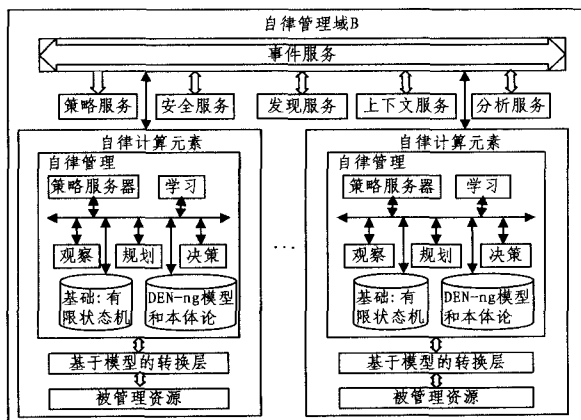 自律管理域B
事件服务
策略服务
安全服务
发现服务
上下文服务
分析服务
自律计算元素
自律管理
策略服务器
学习
观察
规划
决策
基础:有
限状态机
DEN-ng模型
和本体论
基于模型的转换层
被管理资源
...
自律计算元素
自律管理
策略服务器
学习
观察
规划
决策
基础:有
限状态机
DEN-ng模型
和本体论
基于模型的转换层
被管理资源